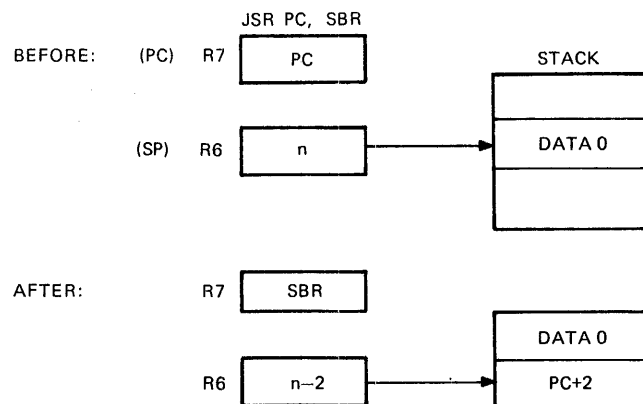 JSR PC, SBR
BEFORE: (PC) R7 PC
STACK
(SP) R6 n DATA 0
AFTER: R7 SBR
DATA 0
R6 n−2 PC+2